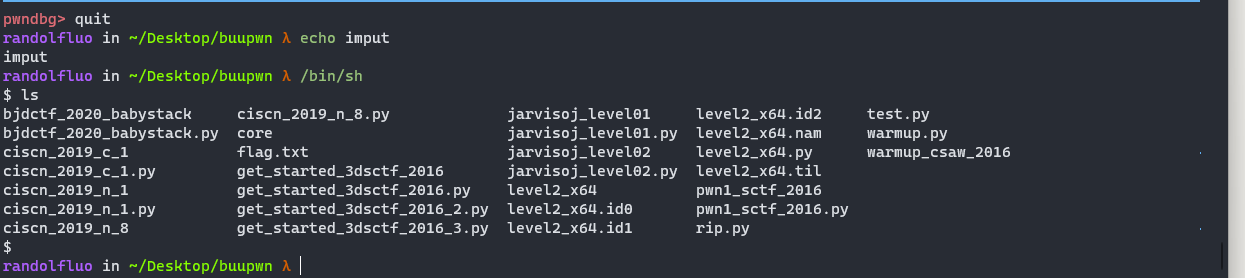 pwndbg> quit
randolfluo in ~/Desktop/buupwn λ echo imput
imput
randolfluo in ~/Desktop/buupwn λ /bin/sh
$ ls
bjdctf_2020_babystack ciscn_2019_n_8.py jarvisoj_level01 level2_x64.id2 test.py
bjdctf_2020_babystack.py core jarvisoj_level01.py level2_x64.nam warmup.py
ciscn_2019_c_1 flag.txt jarvisoj_level02 level2_x64.py warmup_csaw_2016
ciscn_2019_c_1.py get_started_3dsctf_2016 jarvisoj_level02.py level2_x64.til
ciscn_2019_n_1 get_started_3dsctf_2016.py level2_x64 pwn1_sctf_2016
ciscn_2019_n_1.py get_started_3dsctf_2016_2.py level2_x64.id0 pwn1_sctf_2016.py
ciscn_2019_n_8 get_started_3dsctf_2016_3.py level2_x64.id1 rip.py
$
randolfluo in ~/Desktop/buupwn λ